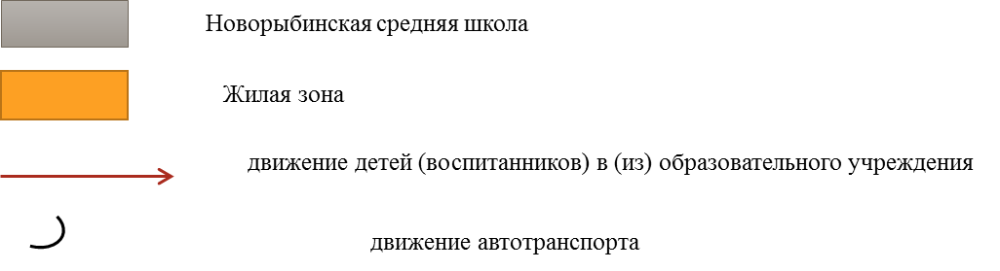 Новорыбинская средняя школа
Жилая зона
движение детей (воспитанников) в (из) образовательного учреждения
движение автотранспорта